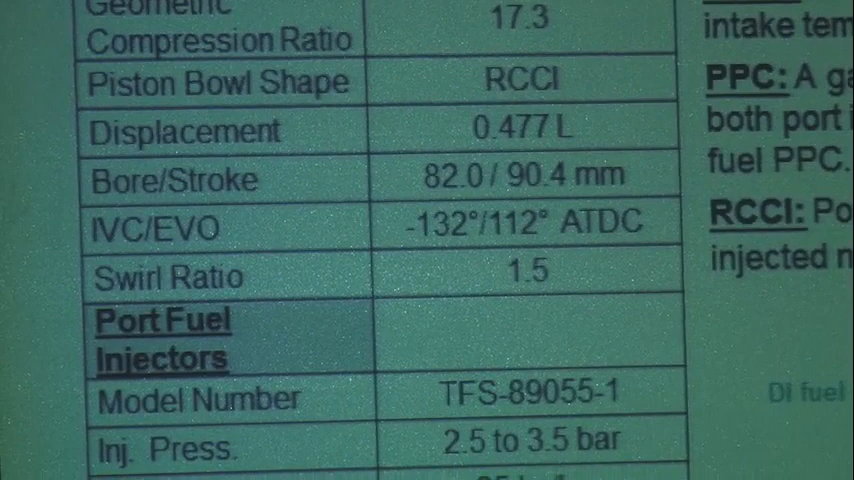 Geometric
Compression Ratio 17.3
Piston Bowl Shape RCCI
Displacement 0.477 L
Bore/Stroke 82.0 / 90.4 mm
IVC/EVO -132°/112° ATDC
Swirl Ratio 1.5
Port Fuel
Injectors
Model Number TFS-89055-1
Inj. Press. 2.5 to 3.5 bar
intake tem
PPC: A ga
both port i
fuel PPC.
RCCI: Po
injected n
DI fuel